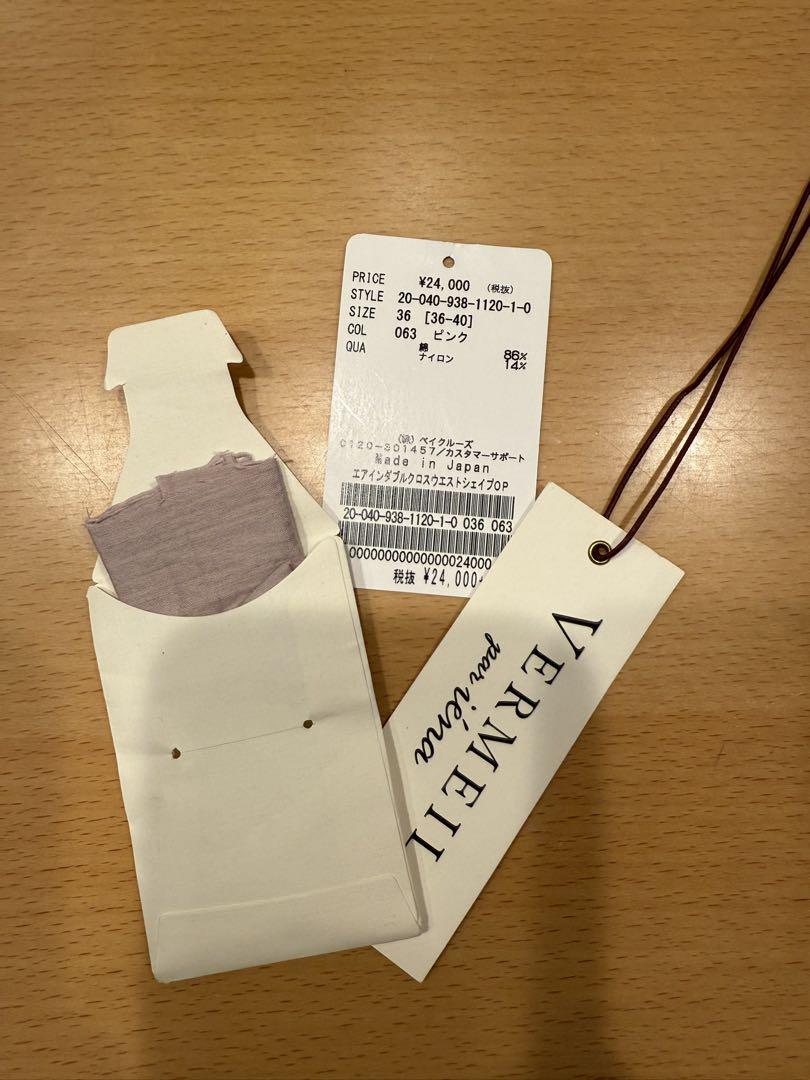 PRICE ¥24,000 (税抜)
STYLE 20-040-938-1120-1-0
SIZE 36 [36-40]
COL 063 ピンク
QUA 綿 86%
ナイロン 14%
(株) ベイクルーズ
0120-301457/カスタマーサポート
Made in Japan
エアインダブルクロスウエストシェイプOP
20-040-938-1120-1-0 036 063
0000000000000024000
税抜 ¥24,000
VERMEIL
par iéna